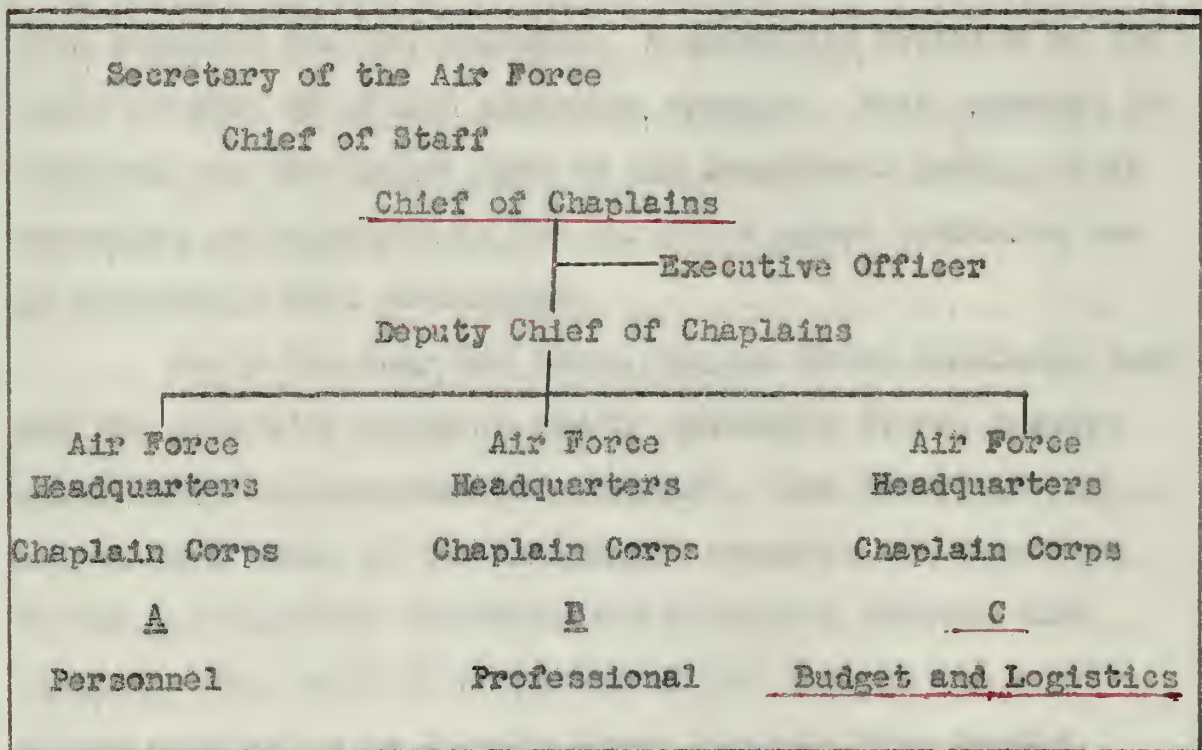 Secretary of the Air Force
Chief of Staff
Chief of Chaplains
Executive Officer
Deputy Chief of Chaplains
Air Force Air Force Air Force
Headquarters Headquarters Headquarters
Chaplain Corps Chaplain Corps Chaplain Corps
A B C
Personnel Professional Budget and Logistics